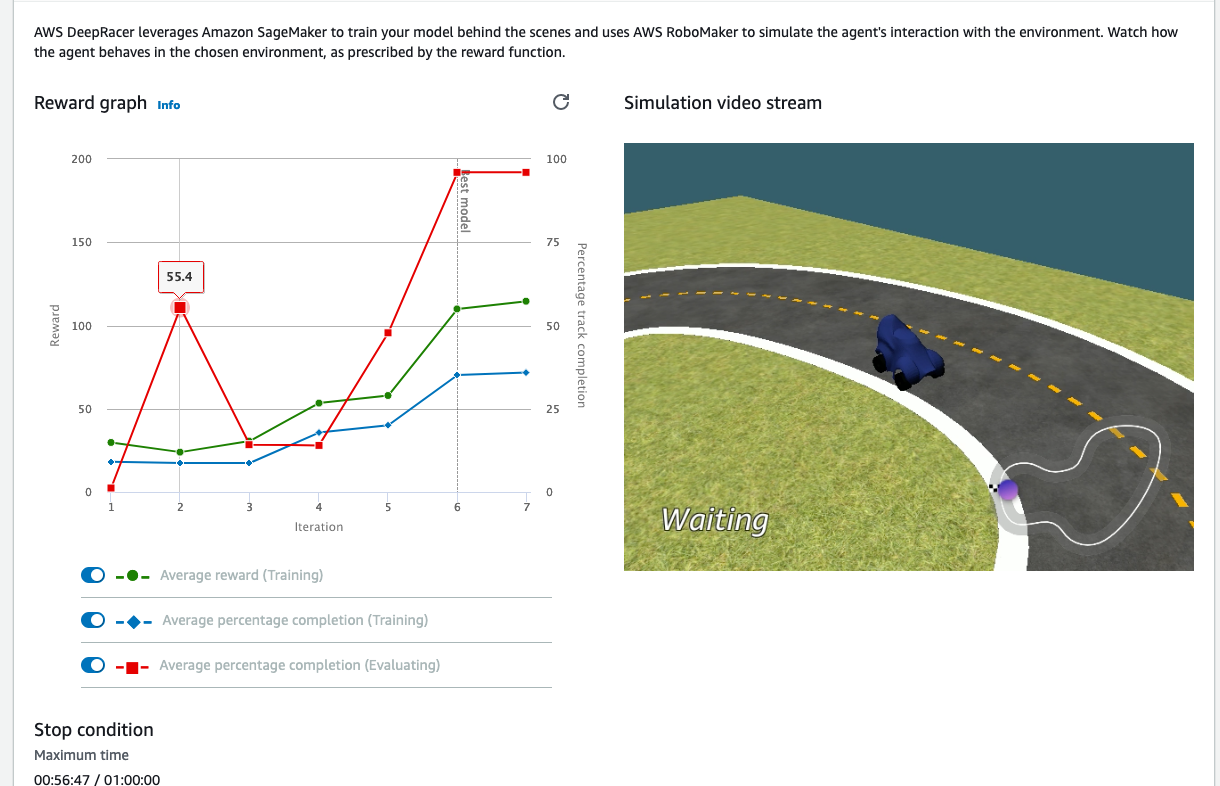 AWS DeepRacer leverages Amazon SageMaker to train your model behind the scenes and uses AWS RoboMaker to simulate the agent's interaction with the environment. Watch how
the agent behaves in the chosen environment, as prescribed by the reward function.
Reward graph Info
Simulation video stream
200
150
100
50
0
Reward
100
75
50
25
0
Percentage track completion
Best model
55.4
1 2 3 4 5 6 7
Iteration
Average reward (Training)
Average percentage completion (Training)
Average percentage completion (Evaluating)
Waiting
Stop condition
Maximum time
00:56:47 / 01:00:00